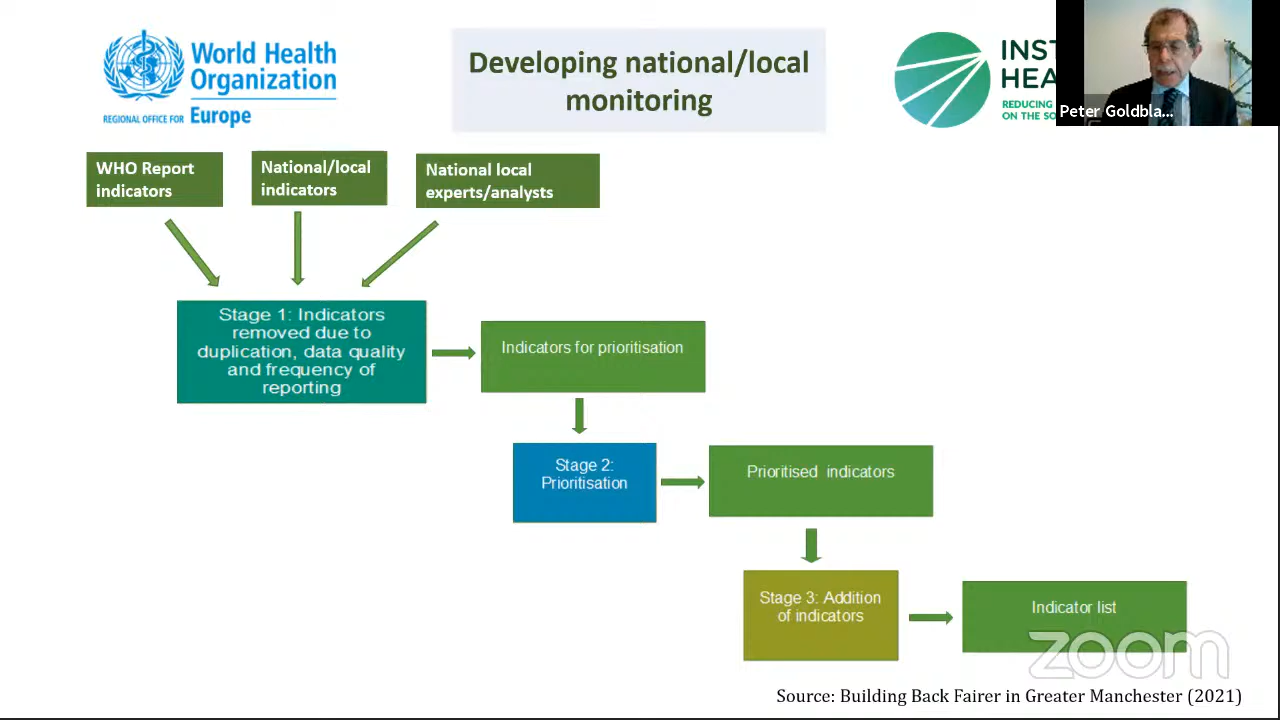 World Health
Organization
REGIONAL OFFICE FOR Europe
Developing national/local
monitoring
INST
HEA
REDUCING
ON THE SO
Peter Goldbla...
WHO Report
indicators
National/local
indicators
National local
experts/analysts
Stage 1: Indicators
removed due to
duplication, data quality
and frequency of
reporting
Indicators for prioritisation
Stage 2:
Prioritisation
Prioritised indicators
Stage 3: Addition
of indicators
Indicator list
zoom
Source: Building Back Fairer in Greater Manchester (2021)